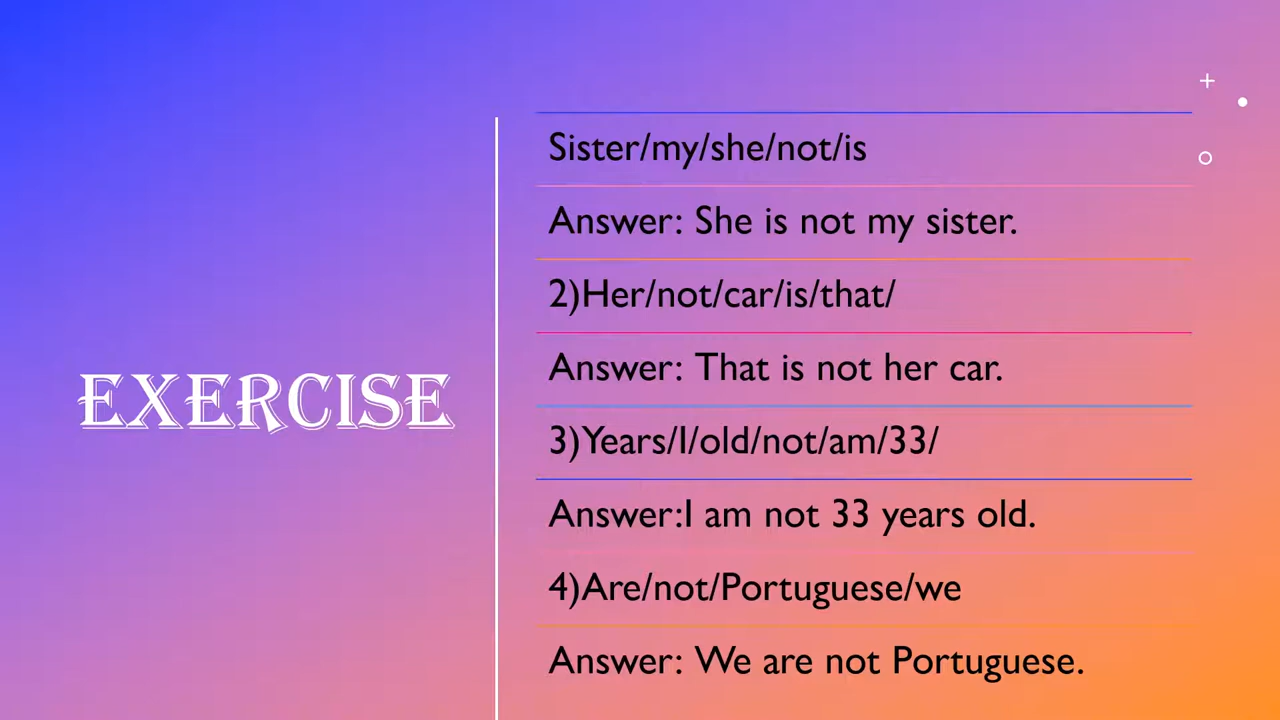 EXERCISE
Sister/my/she/not/is
Answer: She is not my sister.
2)Her/not/car/is/that/
Answer: That is not her car.
3)Years/I/old/not/am/33/
Answer:I am not 33 years old.
4)Are/not/Portuguese/we
Answer: We are not Portuguese.